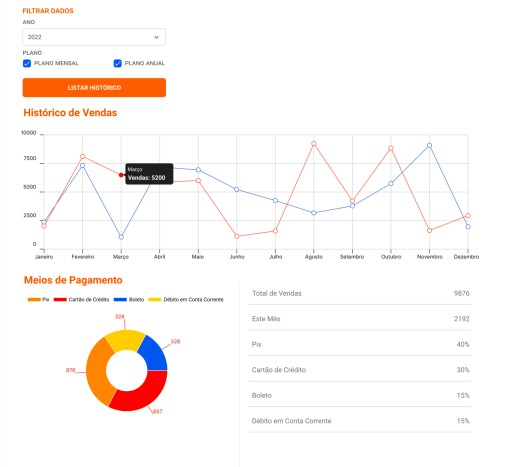 FILTRAR DADOS
ANO
2022
PLANO
PLANO MENSAL PLANO ANUAL
LISTAR HISTÓRICO
Histórico de Vendas
10000
7500
5000
2500
0
Março
Vendas: 5200
Janeiro Fevereiro Março Abril Maio Junho Julho Agosto Setembro Outubro Novembro Dezembro
Meios de Pagamento
Pix Cartão de Crédito Boleto Débito em Conta Corrente
328
328
876
657
Total de Vendas 9876
Este Mês 2192
Pix 40%
Cartão de Crédito 30%
Boleto 15%
Débito em Conta Corrente 15%